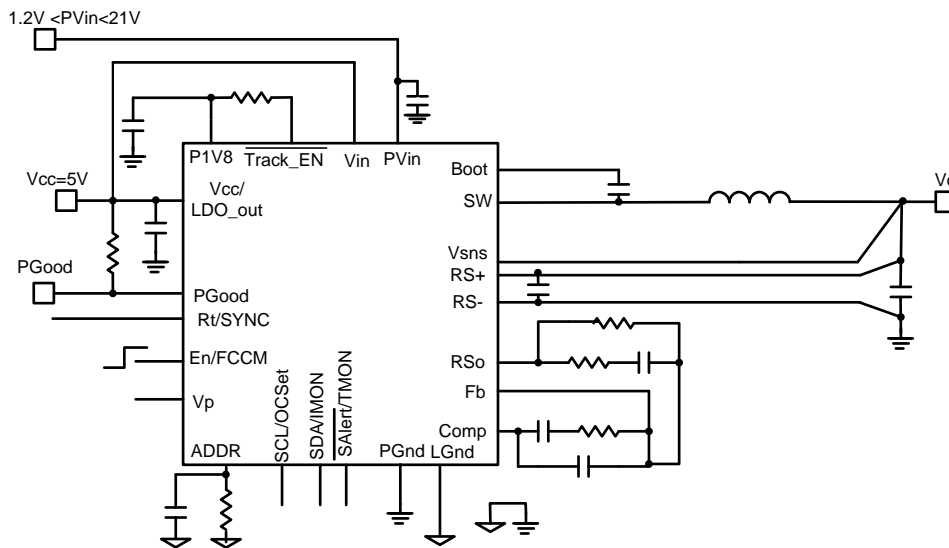 1.2V <PVin<21V
P1V8
Track_EN
Vin
PVin
Boot
Vcc=5V
Vcc/
LDO_out
SW
Vsns
RS+
RS-
PGood
PGood
Rt/SYNC
En/FCCM
Vp
ADDR
SCL/OCSet
SDA/IMON
SAlert/TMON
PGnd
LGnd
RSo
Fb
Comp